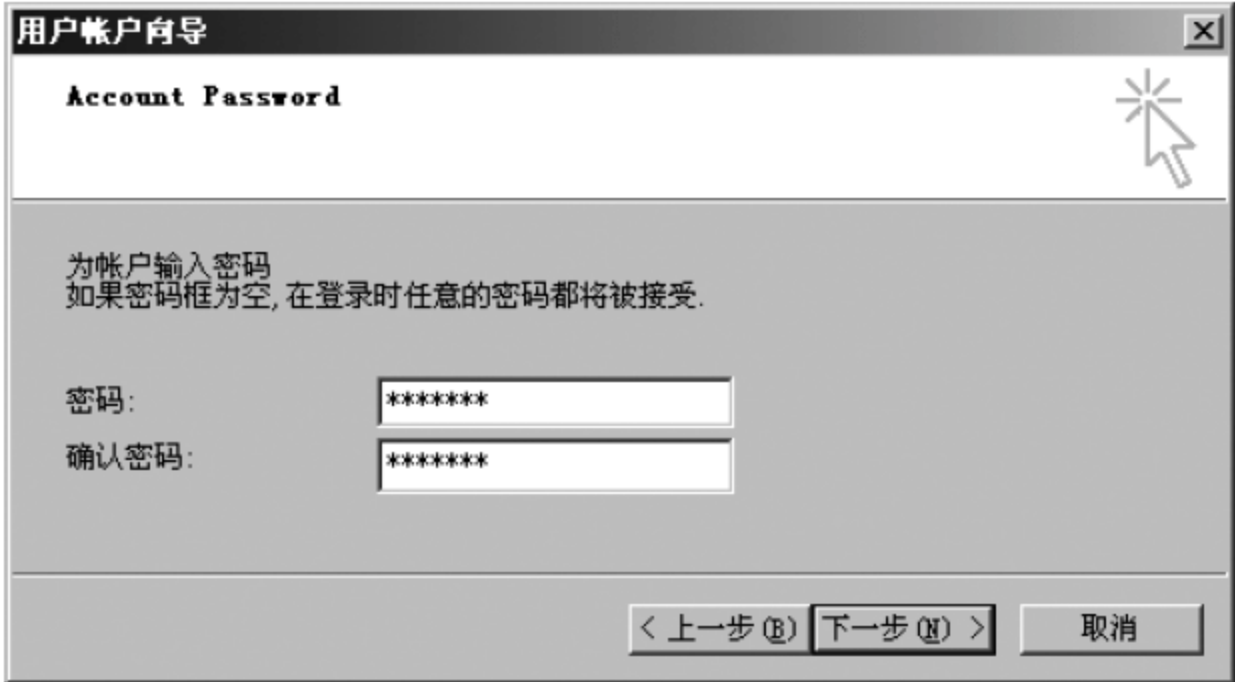 用户帐户向导
Account Password
为帐户输入密码
如果密码框为空, 在登录时任意的密码都将被接受.
密码: *******
确认密码: *******
< 上一步(B) 下一步(N) > 取消